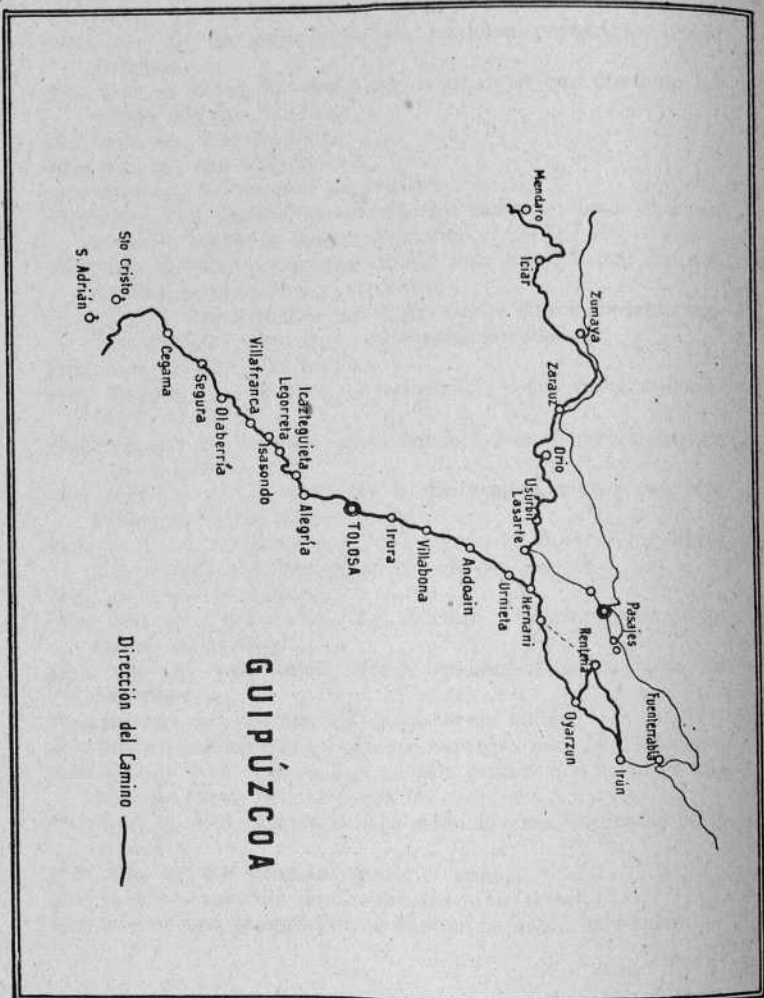 Mendaro
Iciar
Zumaya
Zarauz
Orio
Usúrbil
Lasarte
Pasajes
Rentería
Fuenterrabía
Irún
Oyarzun
Hernani
Urnieta
Andoain
Villabona
Irura
TOLOSA
Alegría
Icazteguieta
Legorreta
Isasondo
Villafranca
Olaberría
Segura
Cegama
Sto Cristo
S. Adrián
GUIPÚZCOA
Dirección del Camino